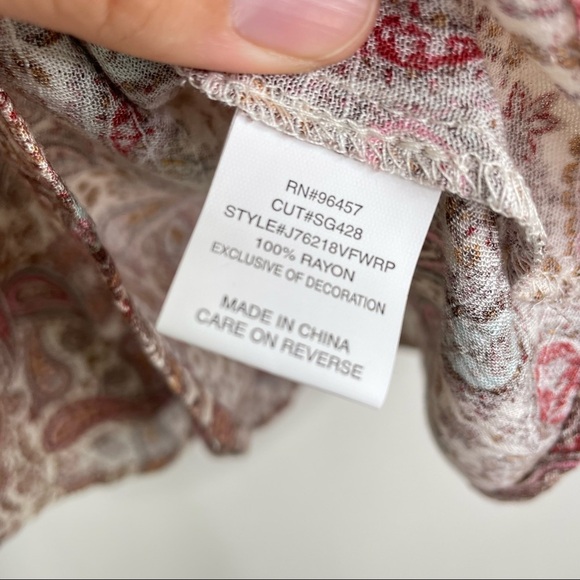 RN#96457
CUT#SG428
STYLE#J76218VFWRP
100% RAYON
EXCLUSIVE OF DECORATION
MADE IN CHINA
CARE ON REVERSE